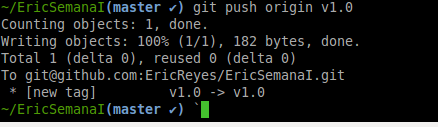 ~/EricSemanaI(master ✔) git push origin v1.0
Counting objects: 1, done.
Writing objects: 100% (1/1), 182 bytes, done.
Total 1 (delta 0), reused 0 (delta 0)
To git@github.com:EricReyes/EricSemanaI.git
 * [new tag]         v1.0 -> v1.0
~/EricSemanaI(master ✔) `